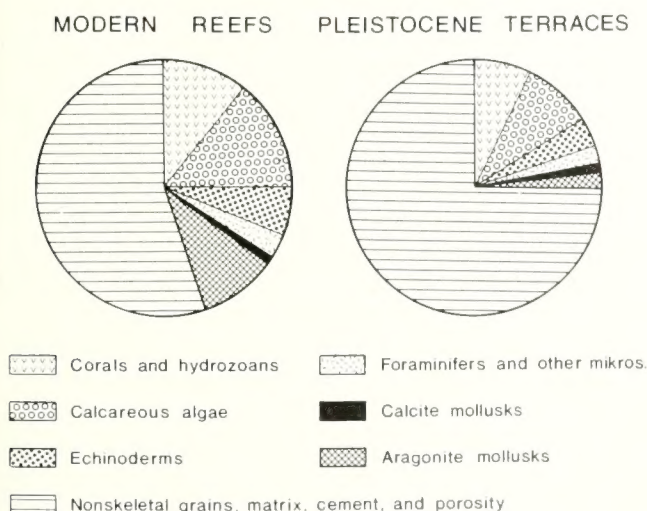 MODERN REEFS PLEISTOCENE TERRACES
Corals and hydrozoans
Foraminifers and other mikros.
Calcareous algae
Calcite mollusks
Echinoderms
Aragonite mollusks
Nonskeletal grains, matrix, cement, and porosity